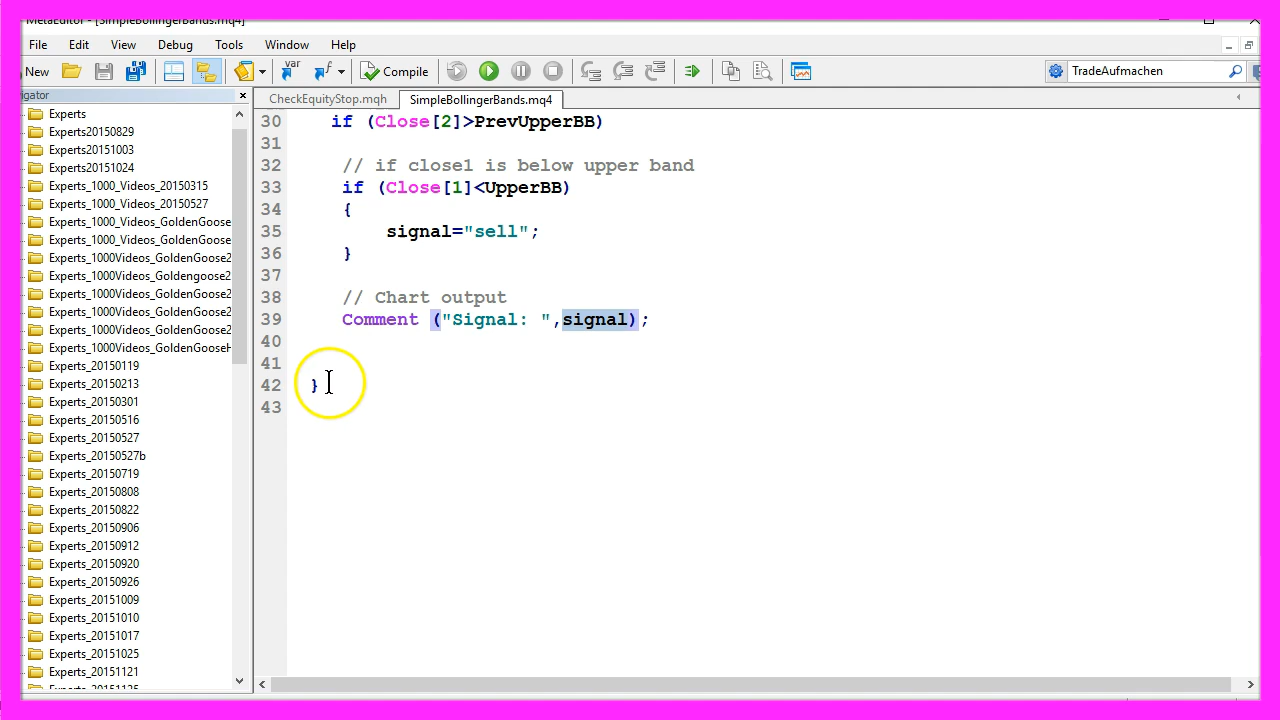 MetaEditor - [SimpleBollingerBands.mq4]
File Edit View Debug Tools Window Help
New var f Compile TradeAufmachen
CheckEquityStop.mqh SimpleBollingerBands.mq4
Experts
Experts20150829
Experts20151003
Experts20151024
Experts_1000_Videos_20150315
Experts_1000_Videos_20150527
Experts_1000_Videos_GoldenGoose
Experts_1000_Videos_GoldenGoose
Experts_1000Videos_GoldenGoose2
Experts_1000Videos_Goldengoose2
Experts_1000Videos_GoldenGoose2
Experts_1000Videos_GoldenGoose2
Experts_1000Videos_GoldenGoose2
Experts_1000Videos_GoldenGooseH
Experts_20150119
Experts_20150213
Experts_20150301
Experts_20150516
Experts_20150527
Experts_20150527b
Experts_20150719
Experts_20150808
Experts_20150822
Experts_20150906
Experts_20150912
Experts_20150920
Experts_20150926
Experts_20151009
Experts_20151010
Experts_20151017
Experts_20151025
Experts_20151121
30 if (Close[2]>PrevUpperBB)
31
32 // if close1 is below upper band
33 if (Close[1]<UpperBB)
34 {
35 signal="sell";
36 }
37
38 // Chart output
39 Comment ("Signal: ",signal);
40
41
42 }
43